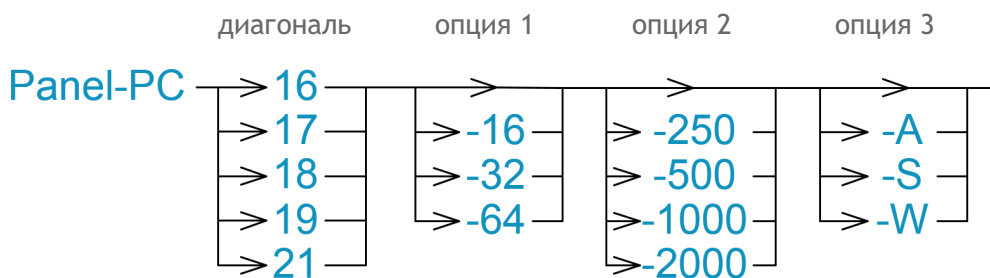 диагональ опция 1 опция 2 опция 3
Panel-PC 16
17 -16 -250 -A
18 -32 -500 -S
19 -64 -1000 -W
21 -2000